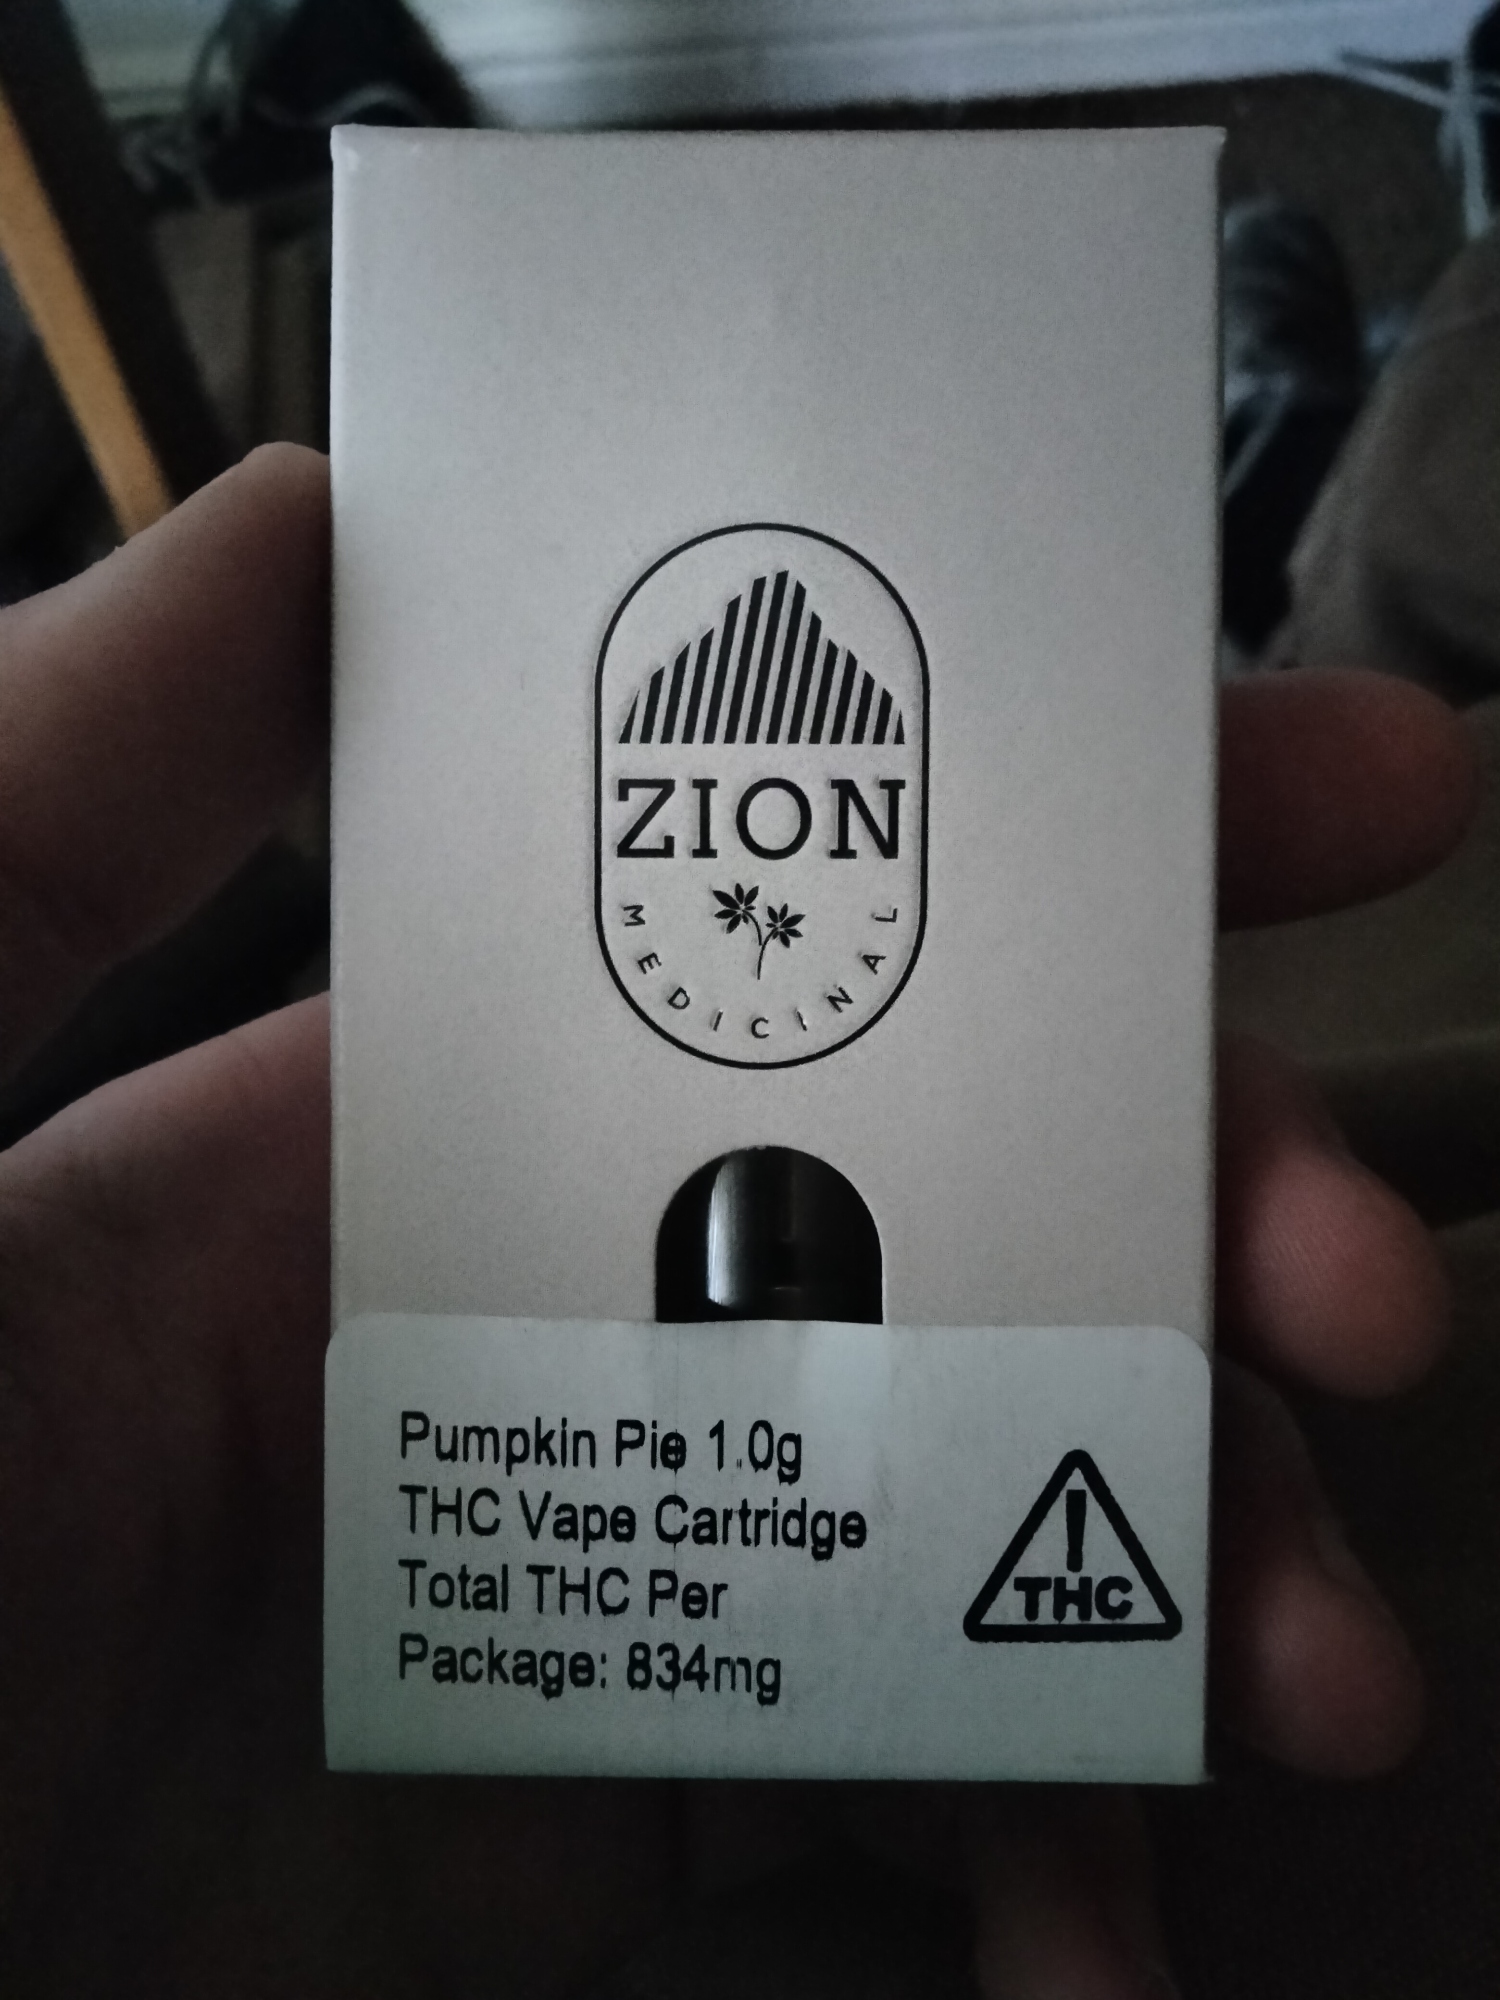 ZION
MEDICINAL
Pumpkin Pie 1.0g
THC Vape Cartridge
Total THC Per
Package: 834mg
!
THC